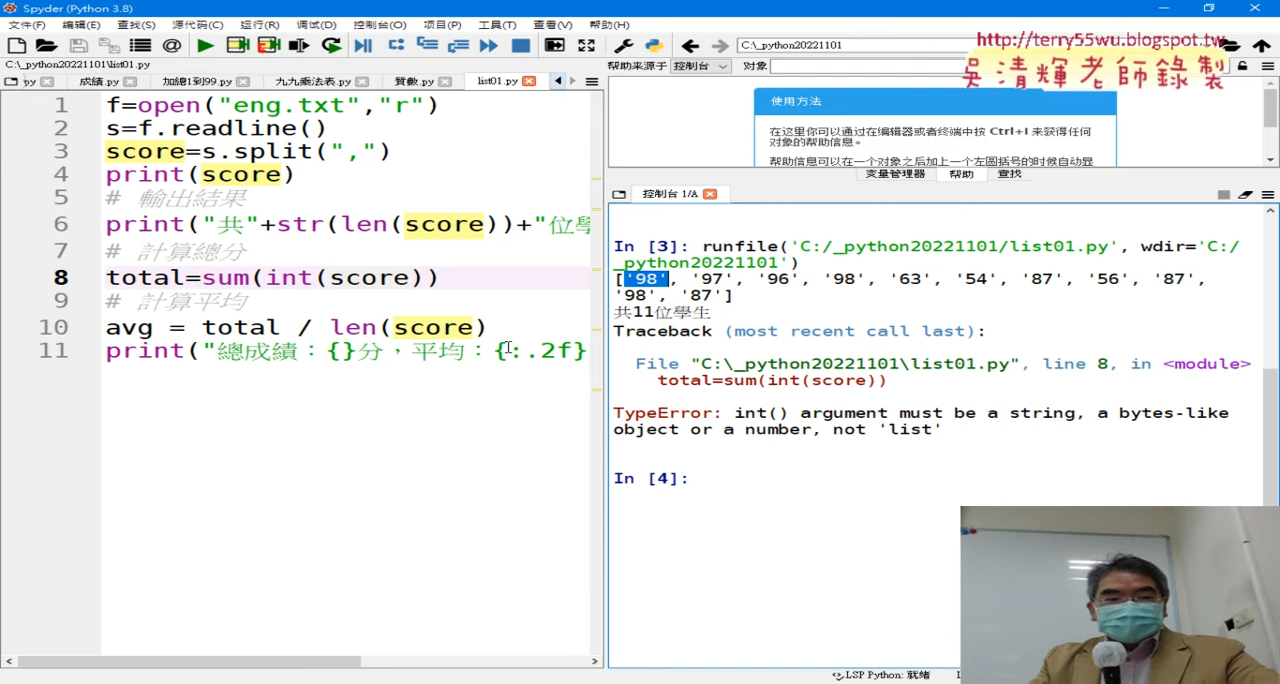 Spyder (Python 3.8)
文件(F) 编辑(E) 查找(S) 源代码(C) 运行(R) 调试(D) 控制台(O) 项目(P) 工具(T) 查看(V) 帮助(H)
C:\_python20221101
http://terry55wu.blogspot.tw
吳清輝老師錄製
C:\_python20221101\list01.py
帮助来源于 控制台 对象
py 成績.py 加總1到99.py 九九乘法表.py 質數.py list01.py
1 f=open("eng.txt","r")
2 s=f.readline()
3 score=s.split(",")
4 print(score)
5 # 輸出結果
6 print("共"+str(len(score))+"位學
7 # 計算總分
8 total=sum(int(score))
9 # 計算平均
10 avg = total / len(score)
11 print("總成績：{}分，平均：{:.2f}
使用方法
在这里你可以通过在编辑器或者终端中按 Ctrl+I 来获得任何
对象的帮助信息。
帮助信息可以在一个对象之后加上一个左圆括号的时候自动显
变量管理器 帮助 查找
控制台 1/A
In [3]: runfile('C:/_python20221101/list01.py', wdir='C:/
_python20221101')
['98', '97', '96', '98', '63', '54', '87', '56', '87',
'98', '87']
共11位學生
Traceback (most recent call last):
File "C:\_python20221101\list01.py", line 8, in <module>
total=sum(int(score))
TypeError: int() argument must be a string, a bytes-like
object or a number, not 'list'
In [4]:
LSP Python: 就绪